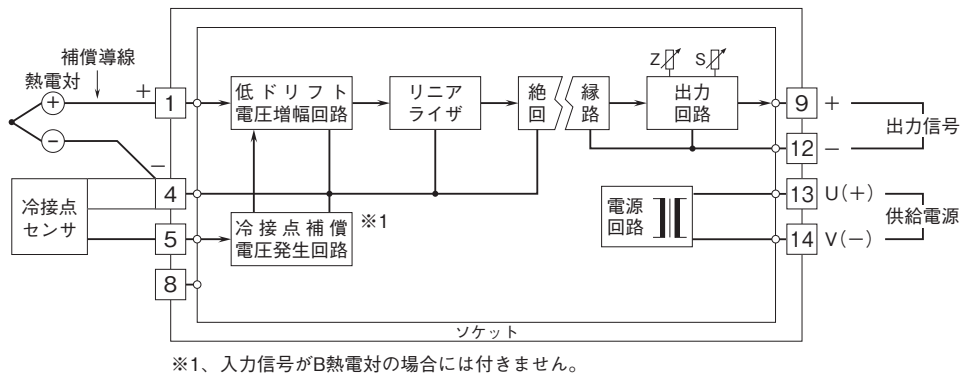 補償導線
熱電対
+
−
+
−
1
4
5
8
冷接点
センサ
低ドリフト
電圧増幅回路
リニア
ライザ
絶
回
縁
路
Z
S
出力
回路
冷接点補償
電圧発生回路
※1
電源
回路
9
+
12
−
出力信号
13
U(+)
14
V(−)
供給電源
ソケット
※1、入力信号がB熱電対の場合には付きません。